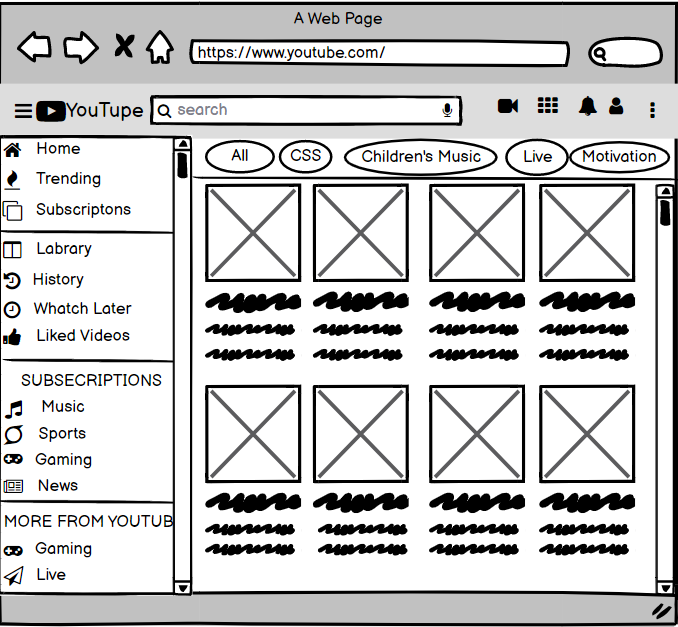 A Web Page
https://www.youtube.com/
YouTupe
search
All CSS Children's Music Live Motivation
Home
Trending
Subscriptons
Labrary
History
Whatch Later
Liked Videos
SUBSECRIPTIONS
Music
Sports
Gaming
News
MORE FROM YOUTUB
Gaming
Live